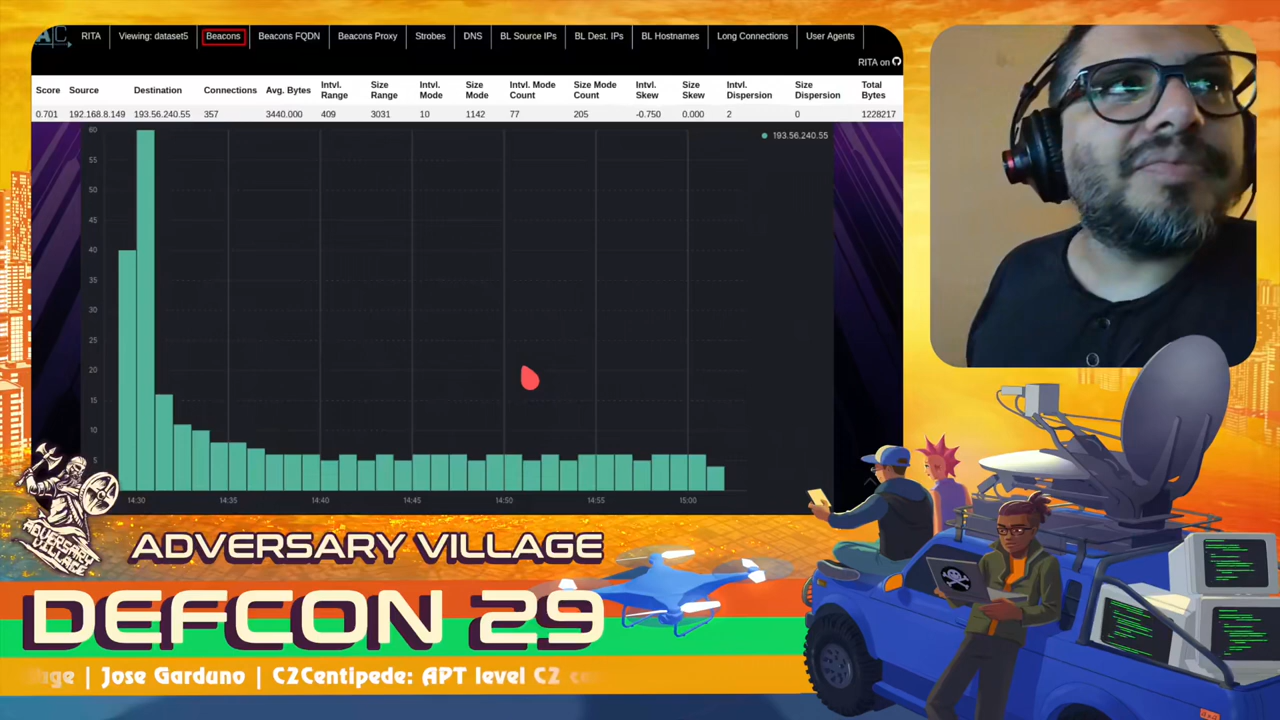 RITA Viewing: dataset5 Beacons Beacons FQDN Beacons Proxy Strobes DNS BL Source IPs BL Dest. IPs BL Hostnames Long Connections User Agents
RITA on
Score Source Destination Connections Avg. Bytes Intvl. Range Size Range Intvl. Mode Size Mode Intvl. Mode Count Size Mode Count Intvl. Skew Size Skew Intvl. Dispersion Size Dispersion Total Bytes
0.701 192.168.8.149 193.56.240.55 357 3440.000 409 3031 10 1142 77 205 -0.750 0.000 2 0 1228217
193.56.240.55
60
55
50
45
40
35
30
25
20
15
10
5
14:30 14:35 14:40 14:45 14:50 14:55 15:00
ADVERSARY VILLAGE
ADVERSARY VILLAGE
DEFCON 29
| Jose Garduno | C2Centipede: APT level C2